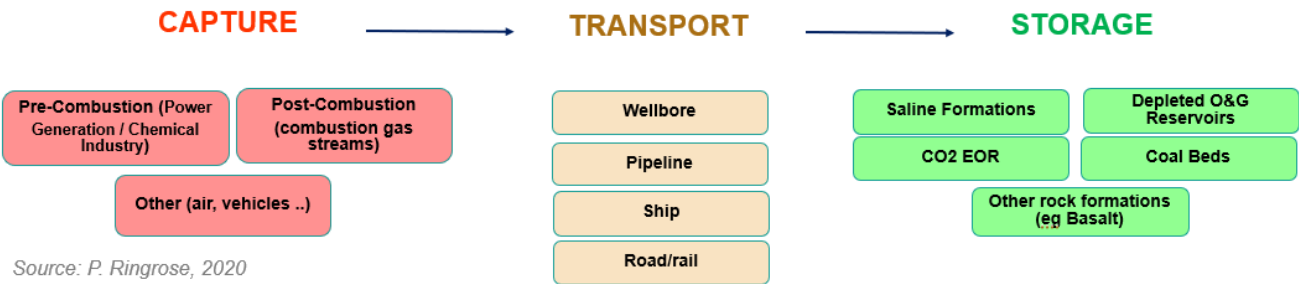 CAPTURE
TRANSPORT
STORAGE
Pre-Combustion (Power
Generation / Chemical
Industry)
Post-Combustion
(combustion gas
streams)
Other (air, vehicles ..)
Wellbore
Pipeline
Ship
Road/rail
Saline Formations
Depleted O&G
Reservoirs
CO2 EOR
Coal Beds
Other rock formations
(eg Basalt)
Source: P. Ringrose, 2020